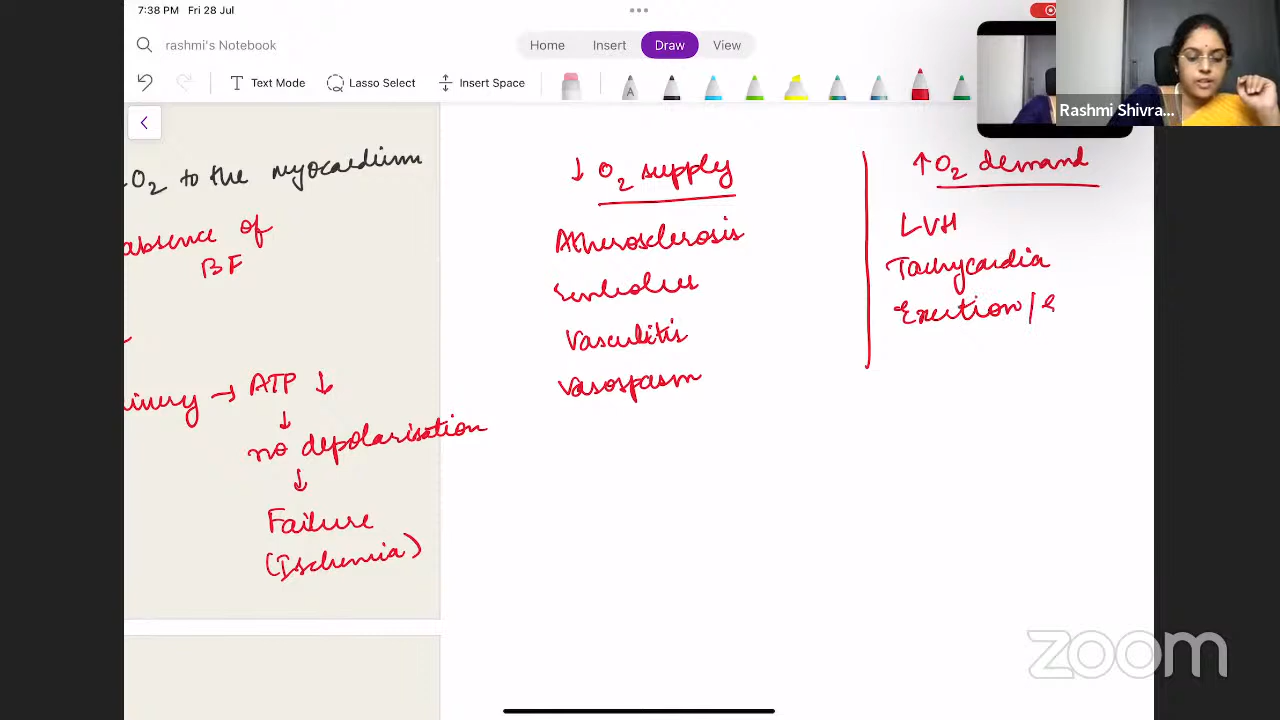 7:38 PM Fri 28 Jul
rashmi's Notebook
Home Insert Draw View
Text Mode Lasso Select Insert Space
A
Rashmi Shivra...
O2 to the myocardium
absence of
BF
→ ATP ↓
↓
no depolarisation
↓
Failure
(Ischemia)
↓ O2 supply
Atherosclerosis
Vasculitis
Vasospasm
↑ O2 demand
LVH
Tachycardia
Exertion /
zoom